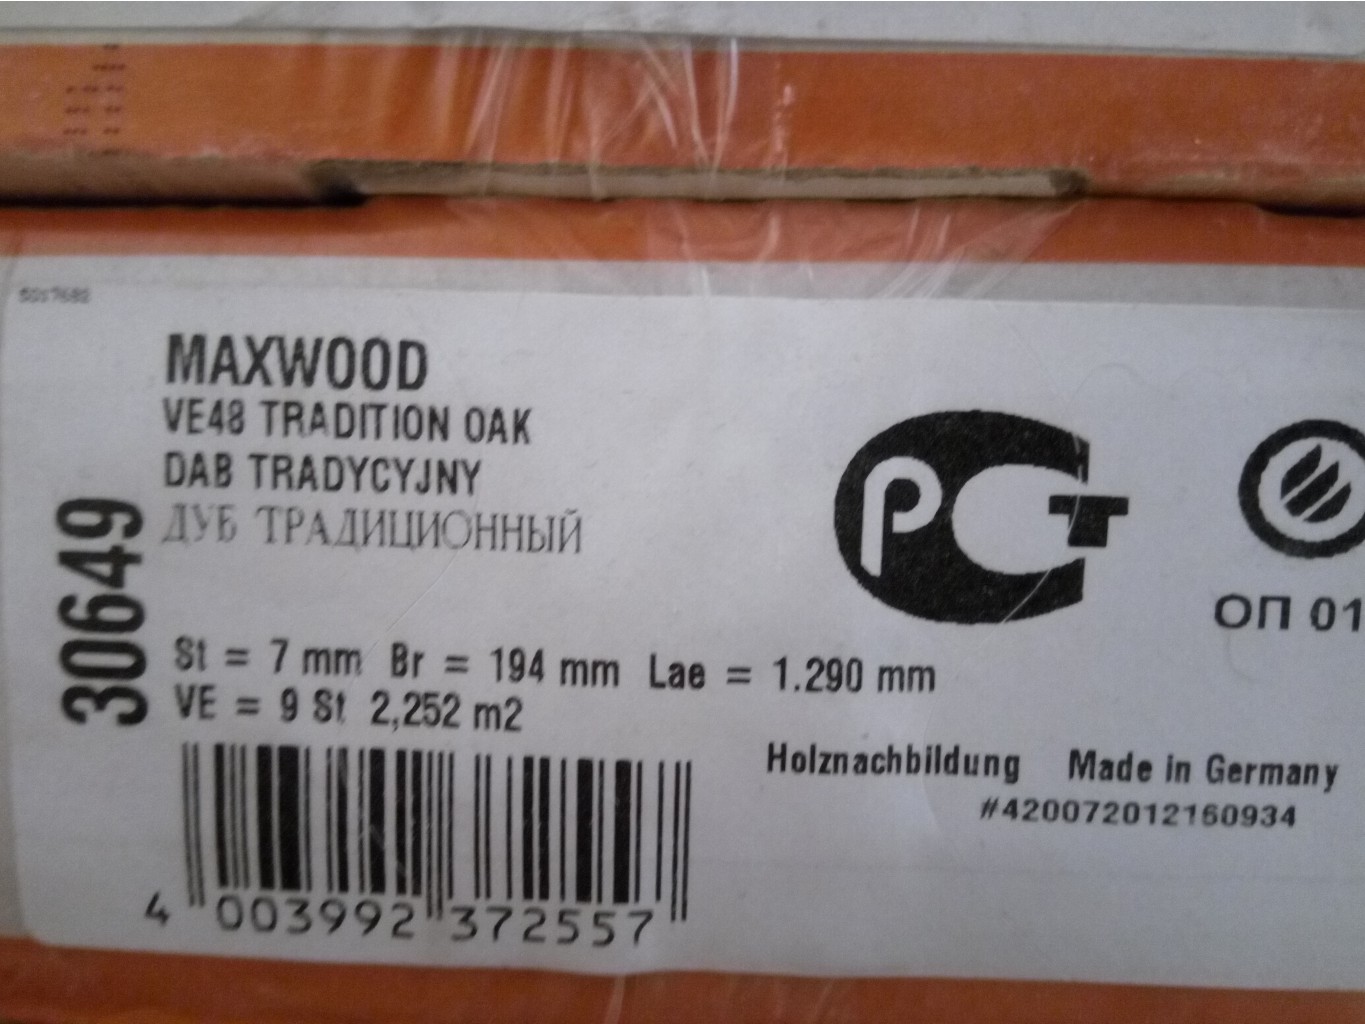 MAXWOOD
VE48 TRADITION OAK
DAB TRADYCYJNY
ДУБ ТРАДИЦИОННЫЙ
30649
St = 7 mm Br = 194 mm Lae = 1.290 mm
VE = 9 St 2,252 m2
РСТ
ОП 01
Holznachbildung Made in Germany
#420072012160934
4 003992 372557